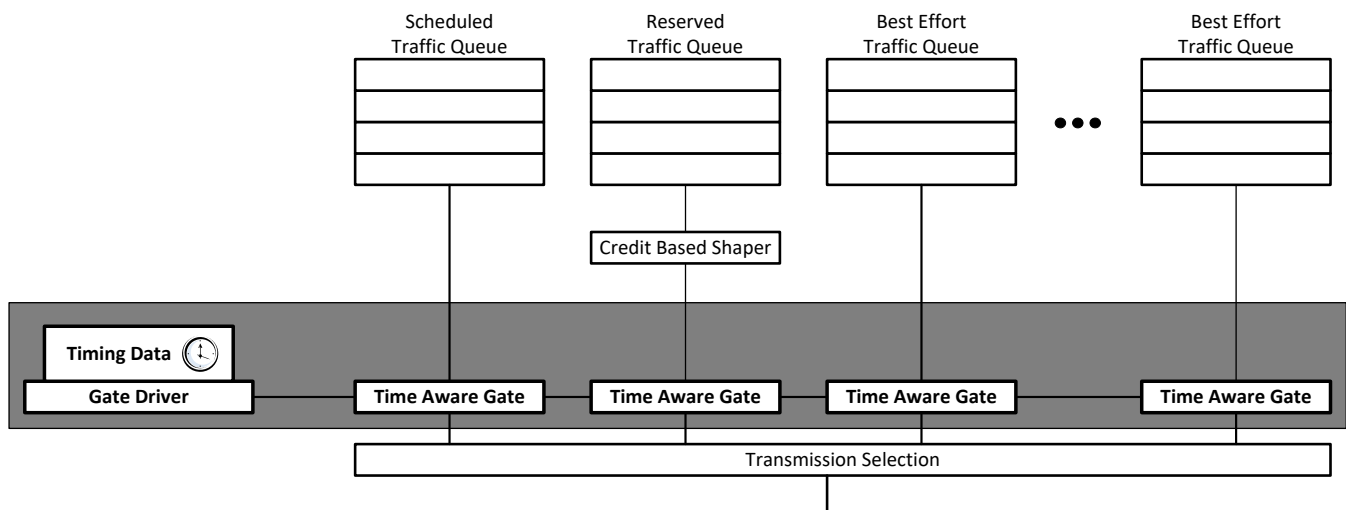 Scheduled
Traffic Queue
Reserved
Traffic Queue
Best Effort
Traffic Queue
Best Effort
Traffic Queue
Credit Based Shaper
Timing Data
Gate Driver
Time Aware Gate
Time Aware Gate
Time Aware Gate
Time Aware Gate
Transmission Selection